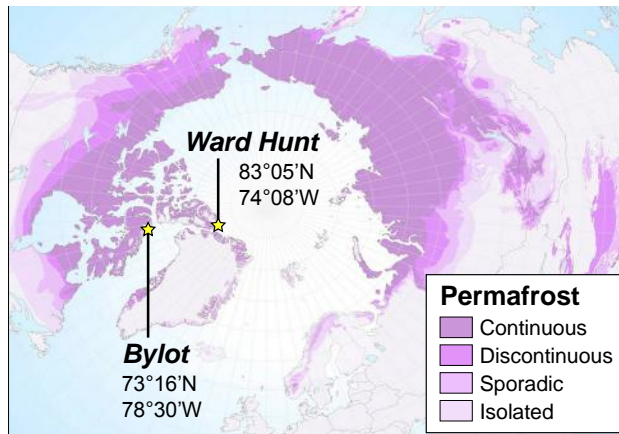 Ward Hunt
83°05'N
74°08'W
Bylot
73°16'N
78°30'W
Permafrost
Continuous
Discontinuous
Sporadic
Isolated